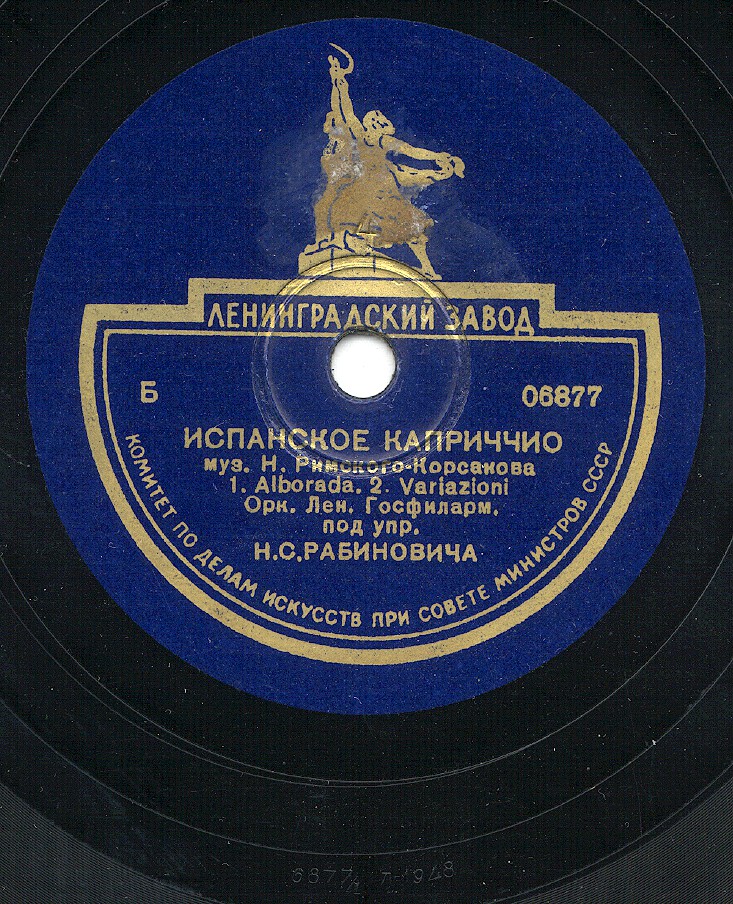 ЛЕНИНГРАДСКИЙ ЗАВОД
Б 06877
ИСПАНСКОЕ КАПРИЧЧИО
муз. Н. Римского-Корсакова
1. Alborada. 2. Variazioni
Орк. Лен. Госфиларм.
под упр.
Н.С.РАБИНОВИЧА
КОМИТЕТ ПО ДЕЛАМ ИСКУССТВ ПРИ СОВЕТЕ МИНИСТРОВ СССР